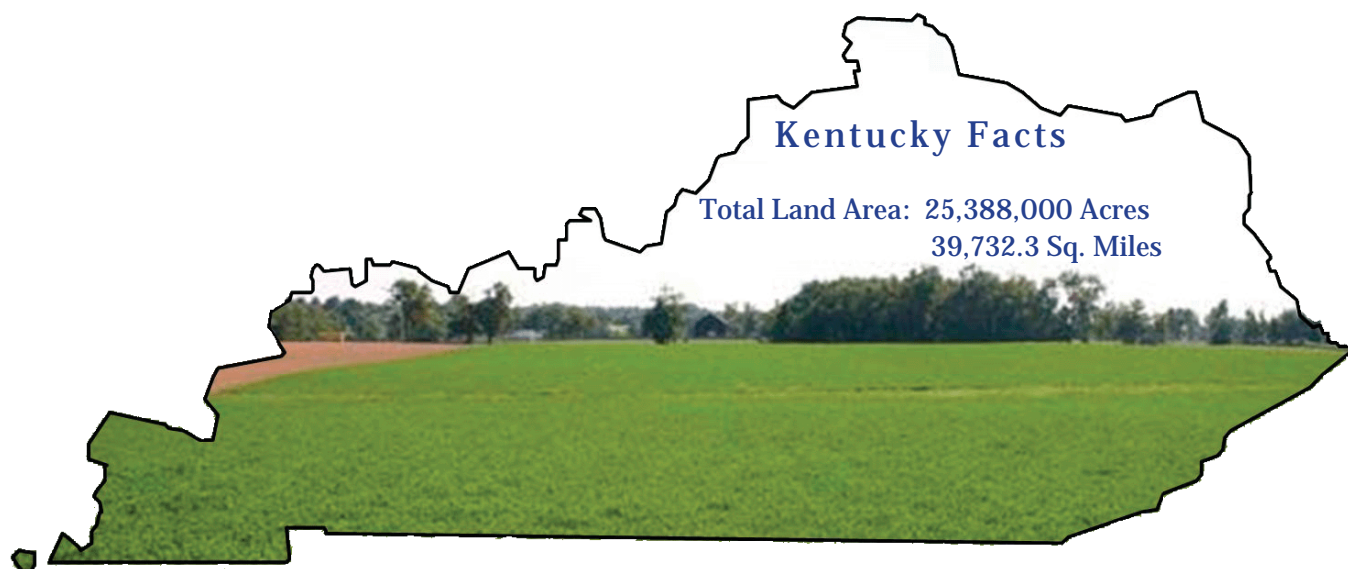 Kentucky Facts
Total Land Area: 25,388,000 Acres
39,732.3 Sq. Miles